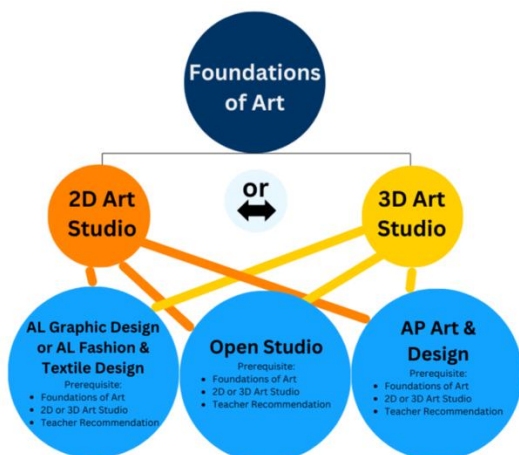 Foundations
of Art
or
2D Art
Studio
3D Art
Studio
AL Graphic Design
or AL Fashion &
Textile Design
Prerequisite:
• Foundations of Art
• 2D or 3D Art Studio
• Teacher Recommendation
Open Studio
Prerequisite:
• Foundations of Art
• 2D or 3D Art Studio
• Teacher Recommendation
AP Art &
Design
Prerequisite:
• Foundations of Art
• 2D or 3D Art Studio
• Teacher Recommendation